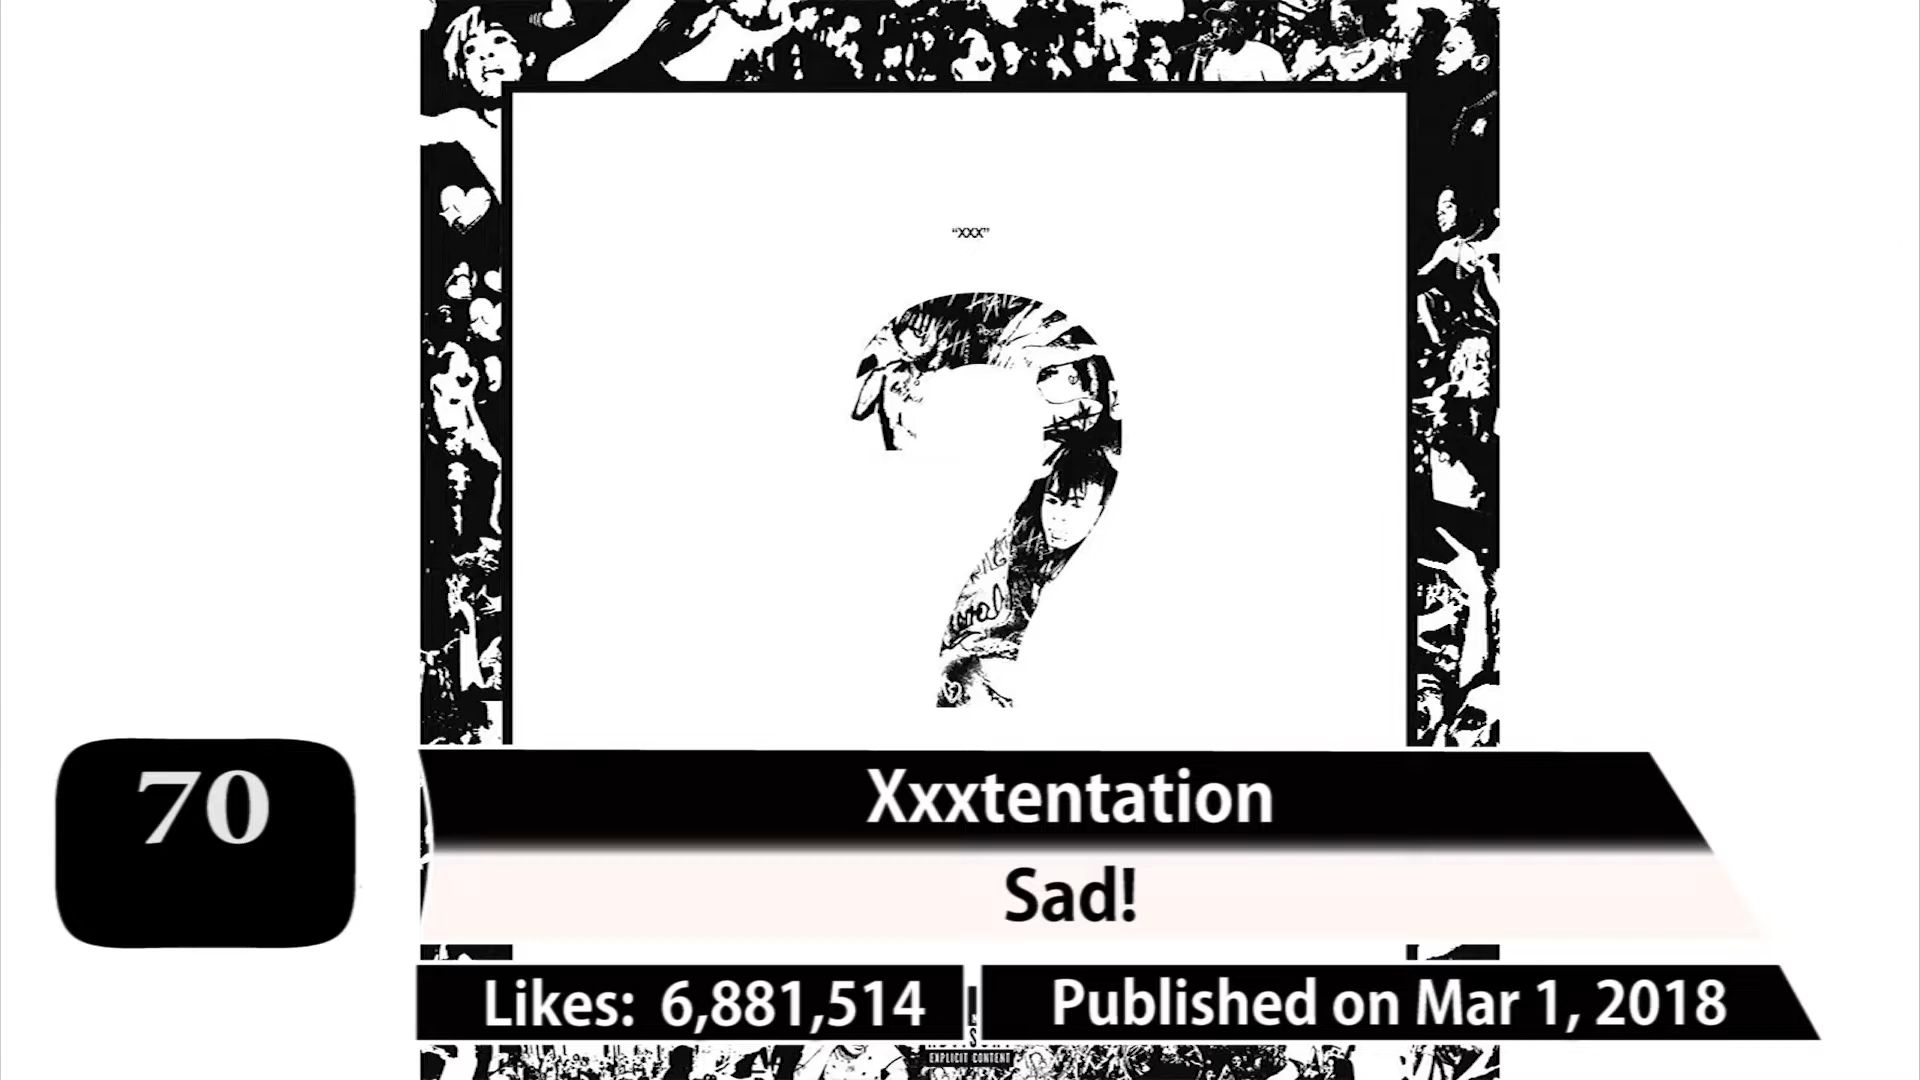 “XXX”
70
Xxxtentation
Sad!
Likes: 6,881,514
Published on Mar 1, 2018
EXPLICIT CONTENT